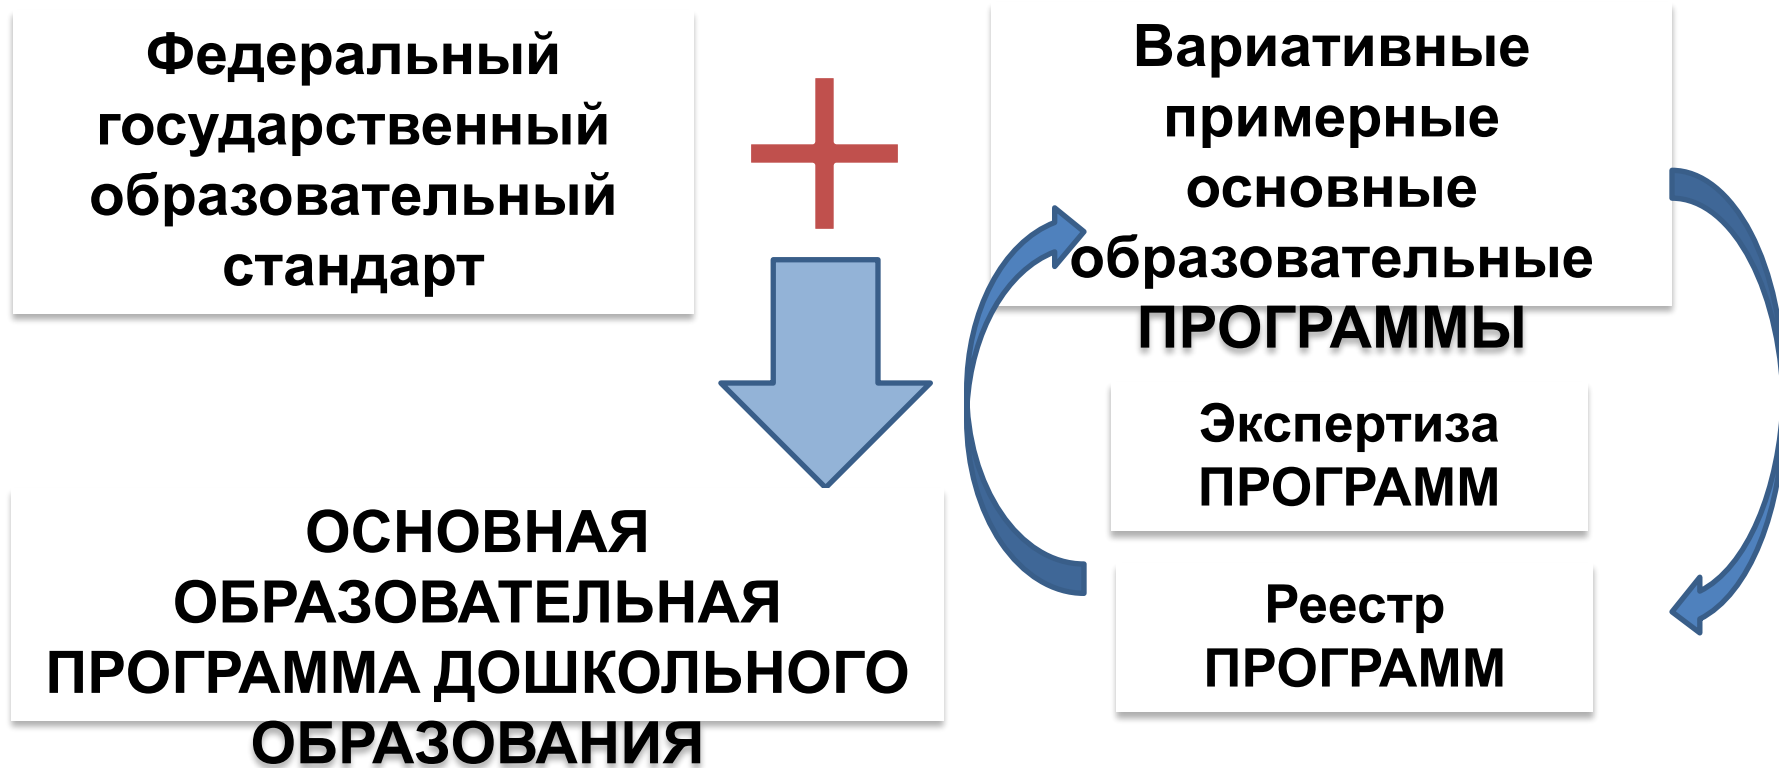 Федеральный
государственный
образовательный
стандарт
Вариативные
примерные
основные
образовательные
ПРОГРАММЫ
Экспертиза
ПРОГРАММ
Реестр
ПРОГРАММ
ОСНОВНАЯ
ОБРАЗОВАТЕЛЬНАЯ
ПРОГРАММА ДОШКОЛЬНОГО
ОБРАЗОВАНИЯ